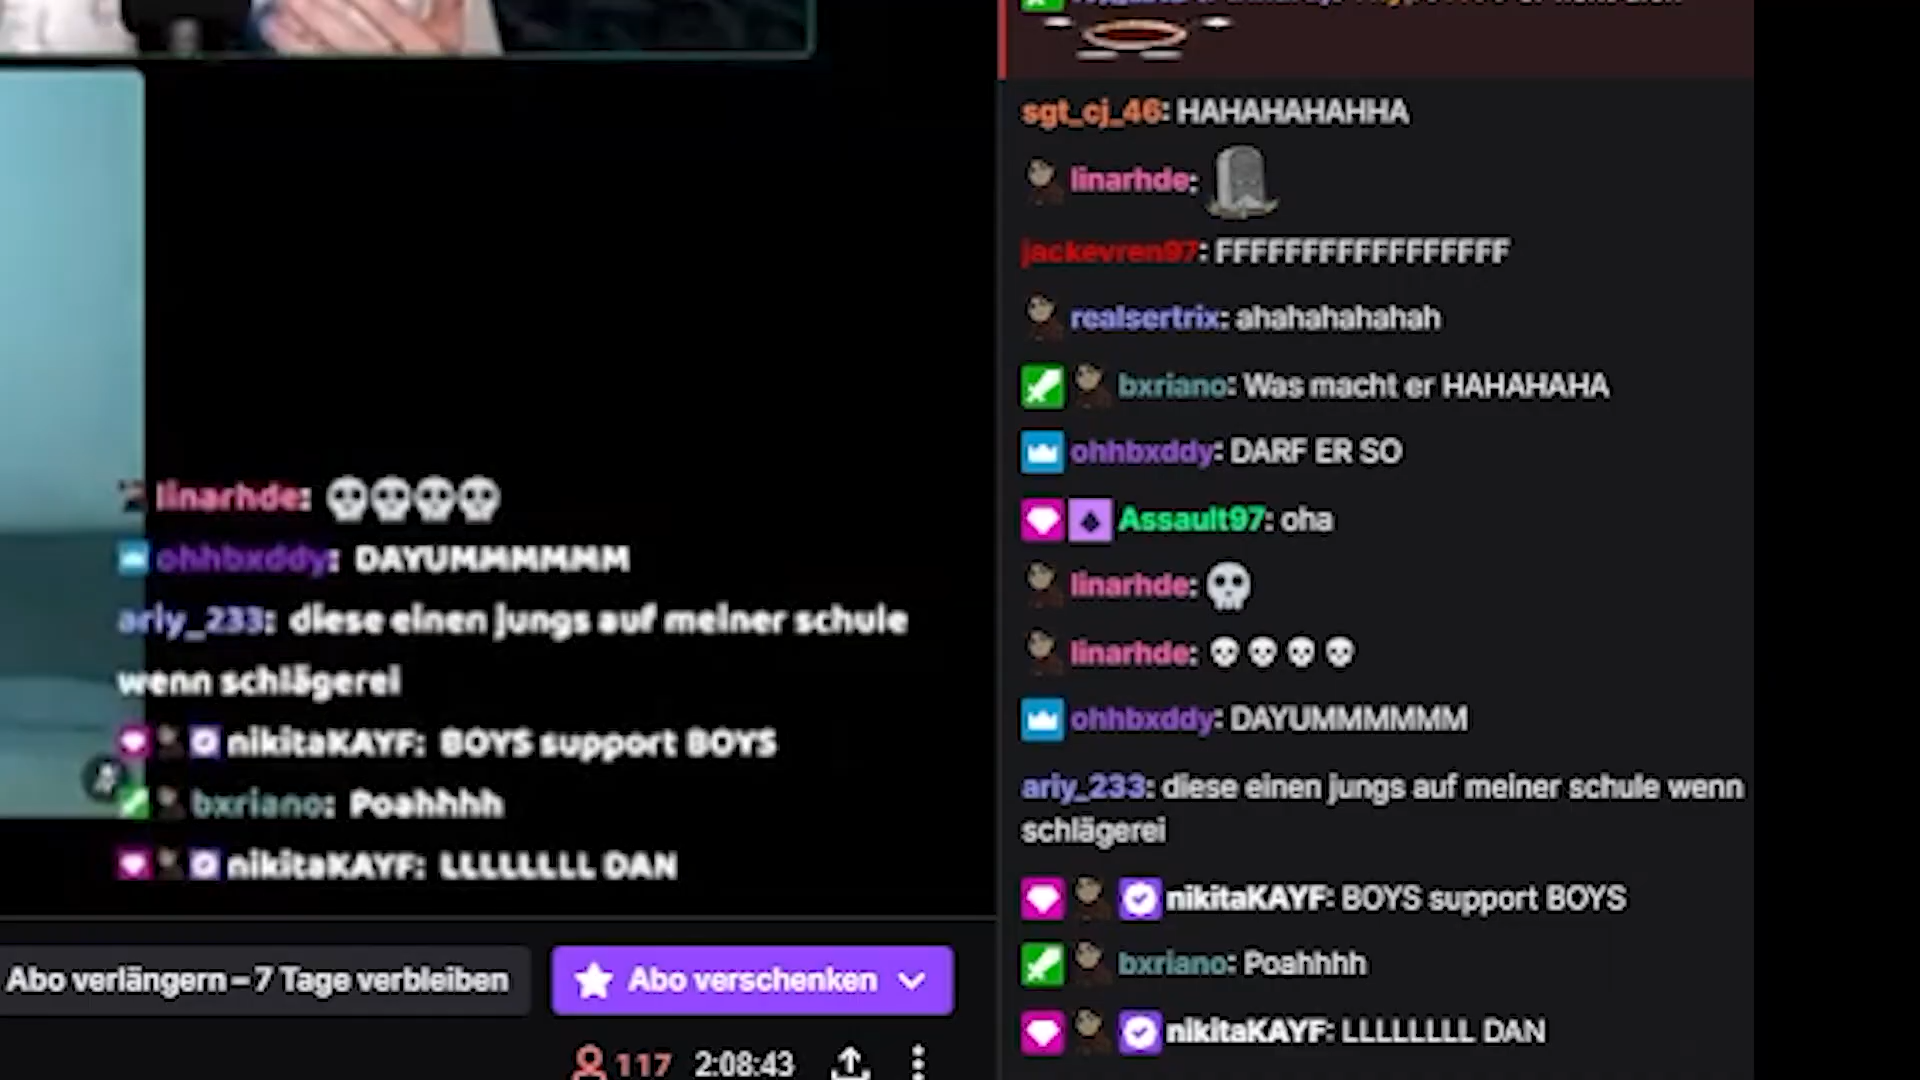 linarhde:
ohhbxddy: DAYUMMMMMM
ariy_233: diese einen jungs auf meiner schule
wenn schlägerei
nikitaKAYF: BOYS support BOYS
bxriano: Poahhhh
nikitaKAYF: LLLLLLLL DAN
Abo verlängern – 7 Tage verbleiben
Abo verschenken
117 2:08:43
sgt_cj_46: HAHAHAHAHHA
linarhde:
jackevren97: FFFFFFFFFFFFFFFFF
realsertrix: ahahahahahah
bxriano: Was macht er HAHAHAHA
ohhbxddy: DARF ER SO
Assault97: oha
linarhde:
linarhde:
ohhbxddy: DAYUMMMMMM
ariy_233: diese einen jungs auf meiner schule wenn
schlägerei
nikitaKAYF: BOYS support BOYS
bxriano: Poahhhh
nikitaKAYF: LLLLLLLL DAN